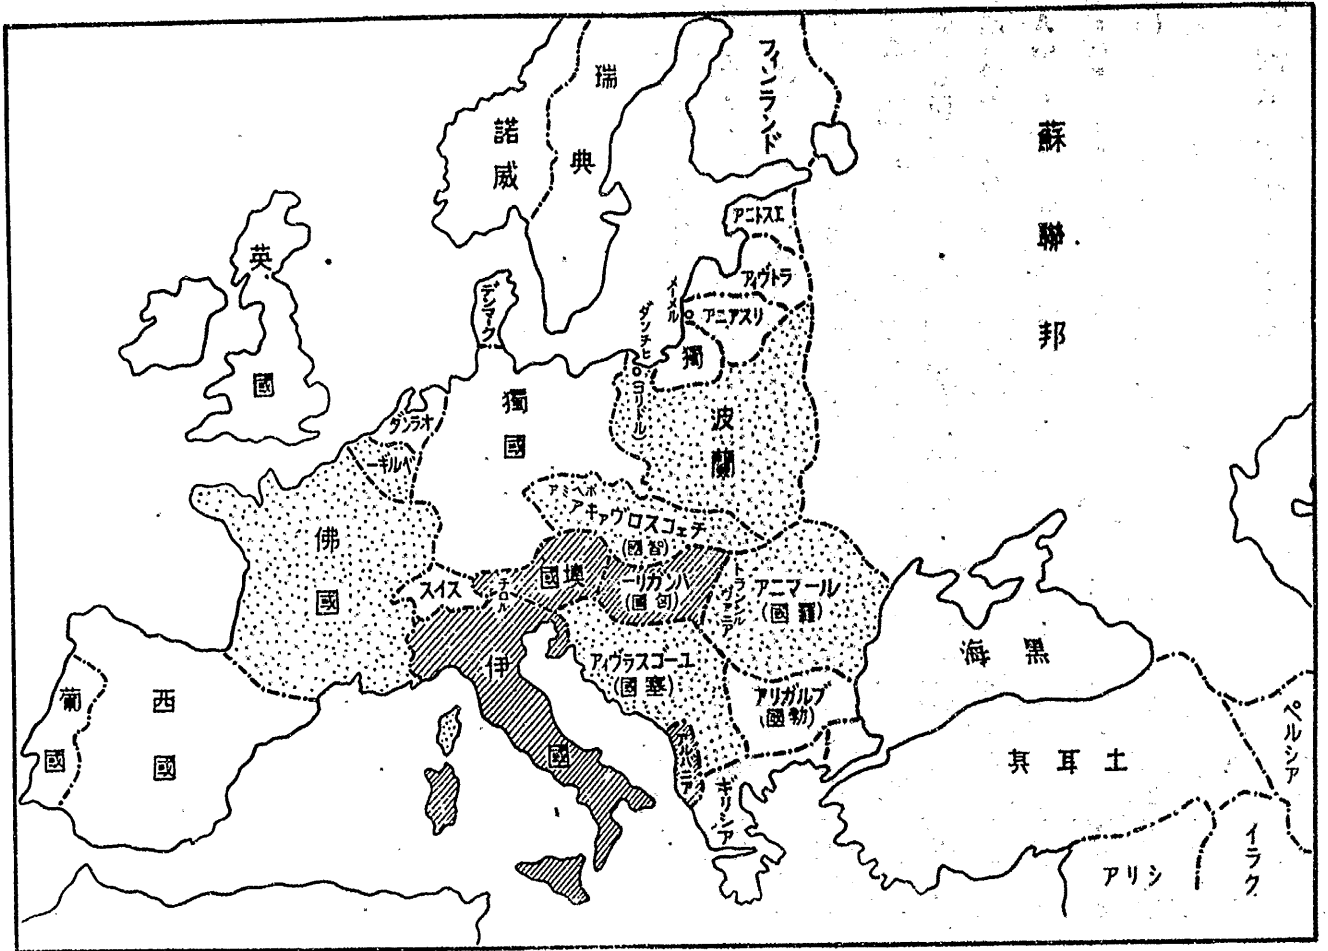 フィンランド
瑞典
諾威
蘇聯邦
エストニア
ラトヴィア
リスアニア
メーメル
ダンチヒ
(コリドル)
獨
波蘭
デンマーク
英國
獨國
オランダ
ベルギー
佛國
ボヘミア
チェコスロヴァキア
(智國)
スイス
チロル
墺國
ハンガリー
(匈國)
トランシルヴァニア
ルーマニア
(羅國)
伊國
ユーゴスラヴィア
(塞國)
ブルガリア
(勃國)
アルバニア
ギリシア
黑海
土耳其
ペルシア
イラク
シリア
西國
葡國